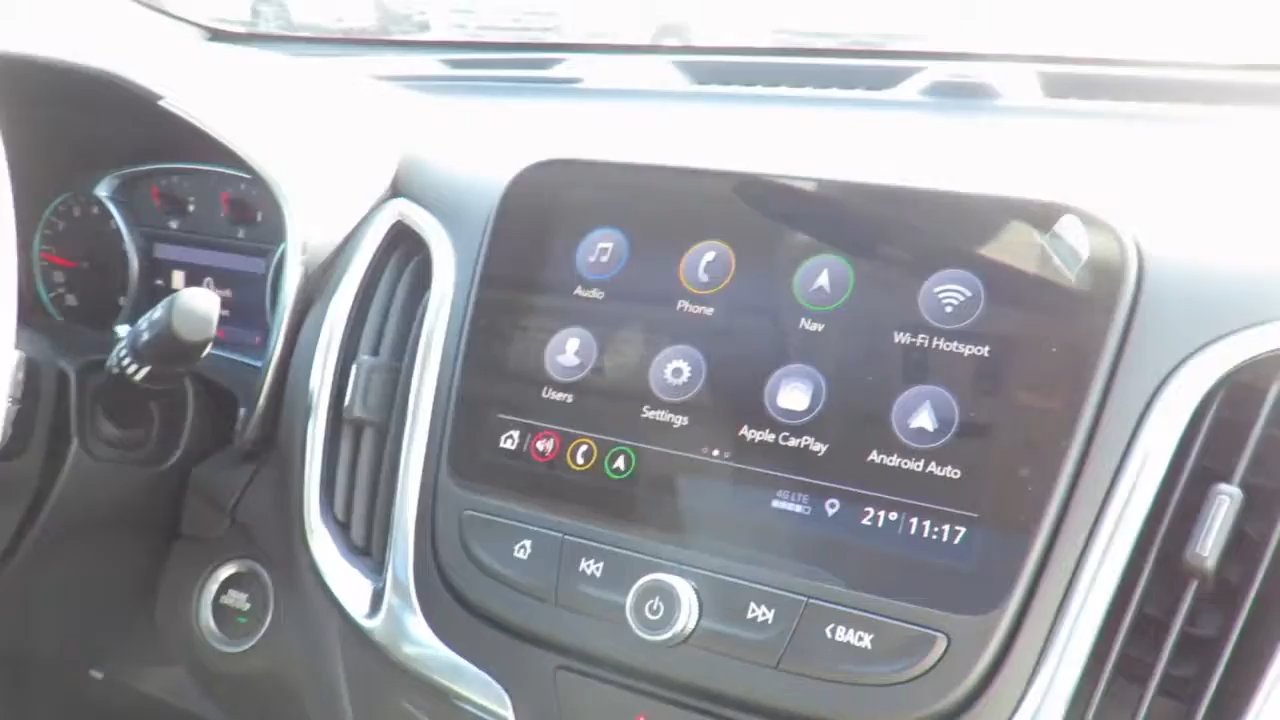 Audio
Phone
Nav
Wi-Fi Hotspot
Users
Settings
Apple CarPlay
Android Auto
4G LTE
21° 11:17
BACK